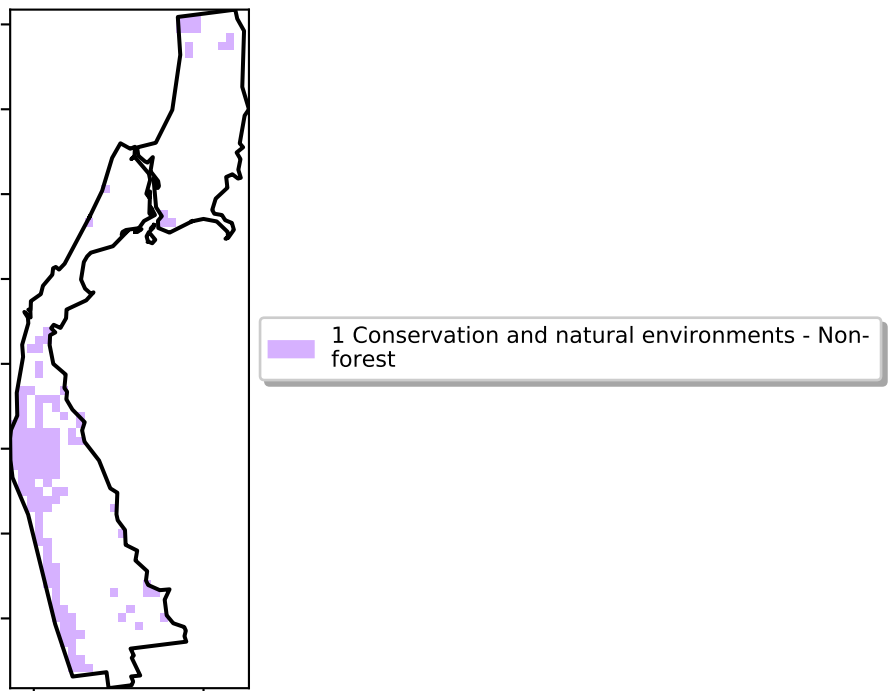 1 Conservation and natural environments - Non-
forest